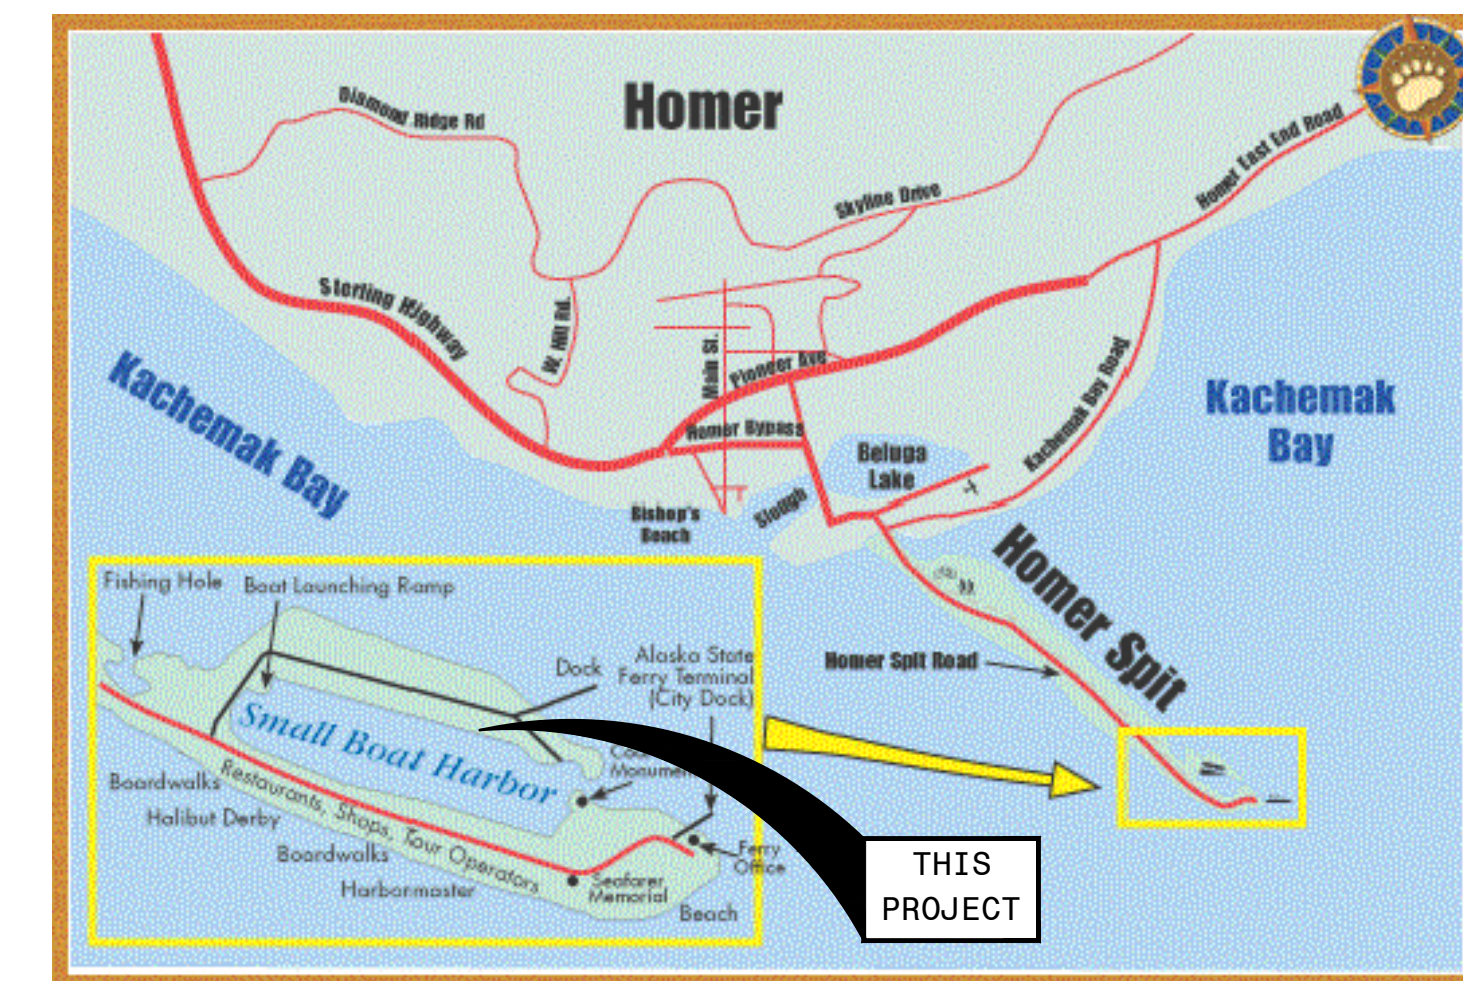 Homer
Diamond Ridge Rd
Skyline Drive
Homer East End Road
Sterling Highway
W. Hill Rd.
Main St.
Pioneer Ave
Homer Bypass
Kachemak Bay Road
Kachemak Bay
Kachemak
Bay
Beluga
Lake
Slough
Bishop's
Beach
Homer Spit
Homer Spit Road
Fishing Hole
Boat Launching Ramp
Dock
Alaska State
Ferry Terminal
(City Dock)
Small Boat Harbor
Monument
Boardwalks
Restaurants, Shops, Tour Operators
Halibut Derby
Boardwalks
Harbormaster
Seafarer
Memorial
Ferry
Office
Beach
THIS
PROJECT